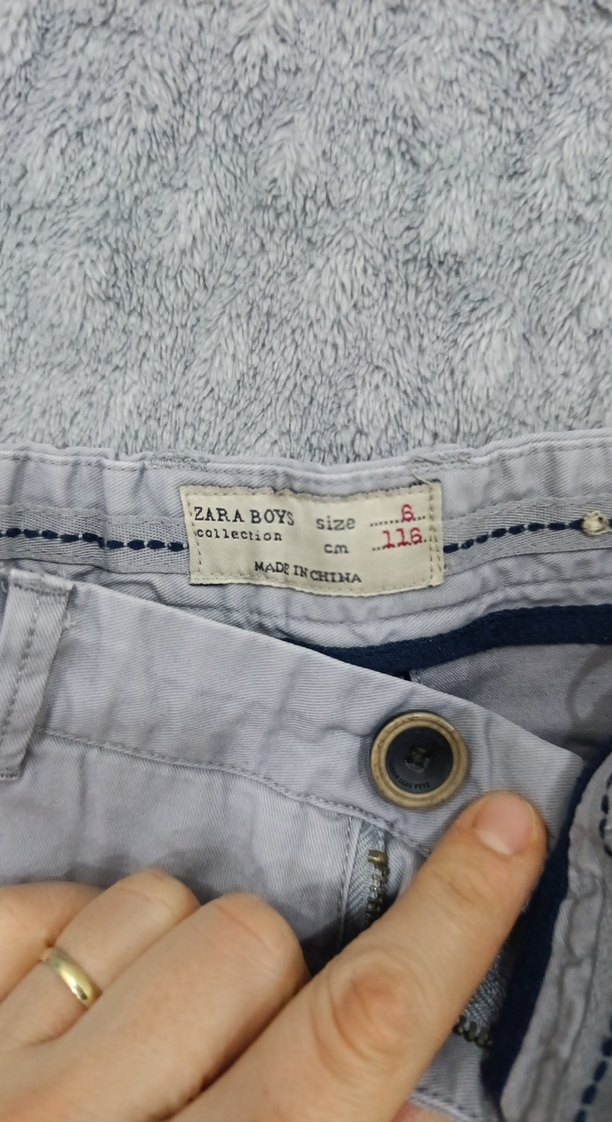 ZARA BOYS
collection
size 6
cm 116
MADE IN CHINA